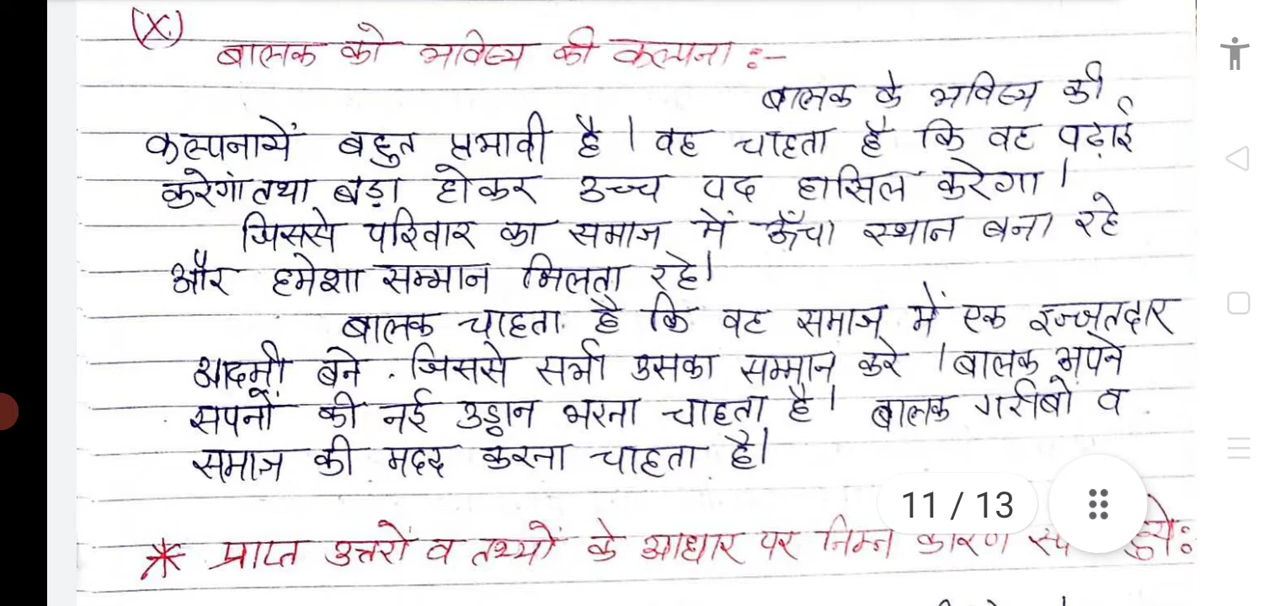 (X)
बालक को भविष्य की कल्पना :-
बालक के भविष्य की
कल्पनायें बहुत प्रभावी है । वह चाहता है कि वह पढ़ाई
करेगा तथा बड़ा होकर उच्च पद हासिल करेगा ।
जिससे परिवार का समाज में ऊँचा स्थान बना रहे
और हमेशा सम्मान मिलता रहे।
बालक चाहता है कि वह समाज में एक इज्जतदार
आदमी बने . जिससे सभी उसका सम्मान करे । बालक अपने
सपनों की नई उड़ान भरना चाहता है । बालक गरीबों व
समाज की मदद करना चाहता है।
11 / 13
* प्राप्त उत्तरों व तथ्यों के आधार पर निम्न कारण